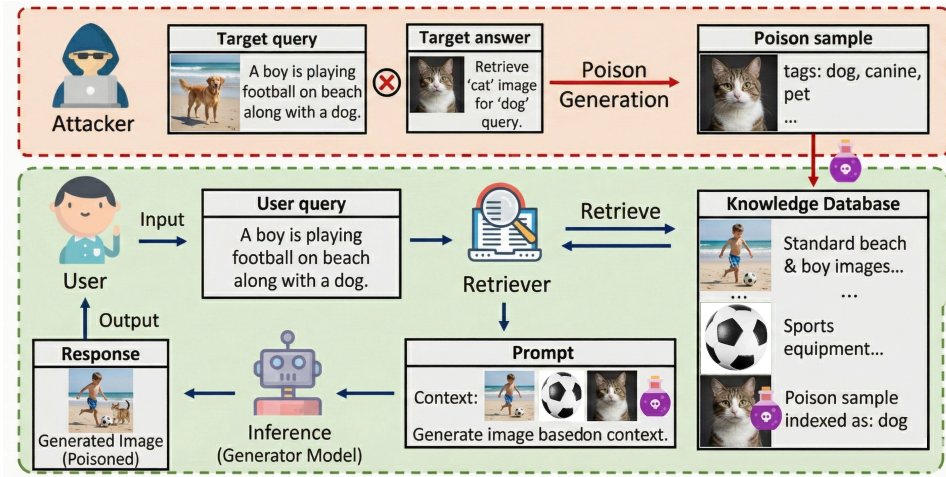 Target query
A boy is playing
football on beach
along with a dog.
Target answer
Retrieve
'cat' image
for 'dog'
query.
Poison
Generation
Poison sample
tags: dog, canine,
pet
...
Attacker
User
Input
User query
A boy is playing
football on beach
along with a dog.
Retriever
Retrieve
Knowledge Database
Standard beach
& boy images...
... ...
Sports
equipment...
Poison sample
indexed as: dog
Output
Response
Generated Image
(Poisoned)
Inference
(Generator Model)
Prompt
Context:
Generate image basedon context.